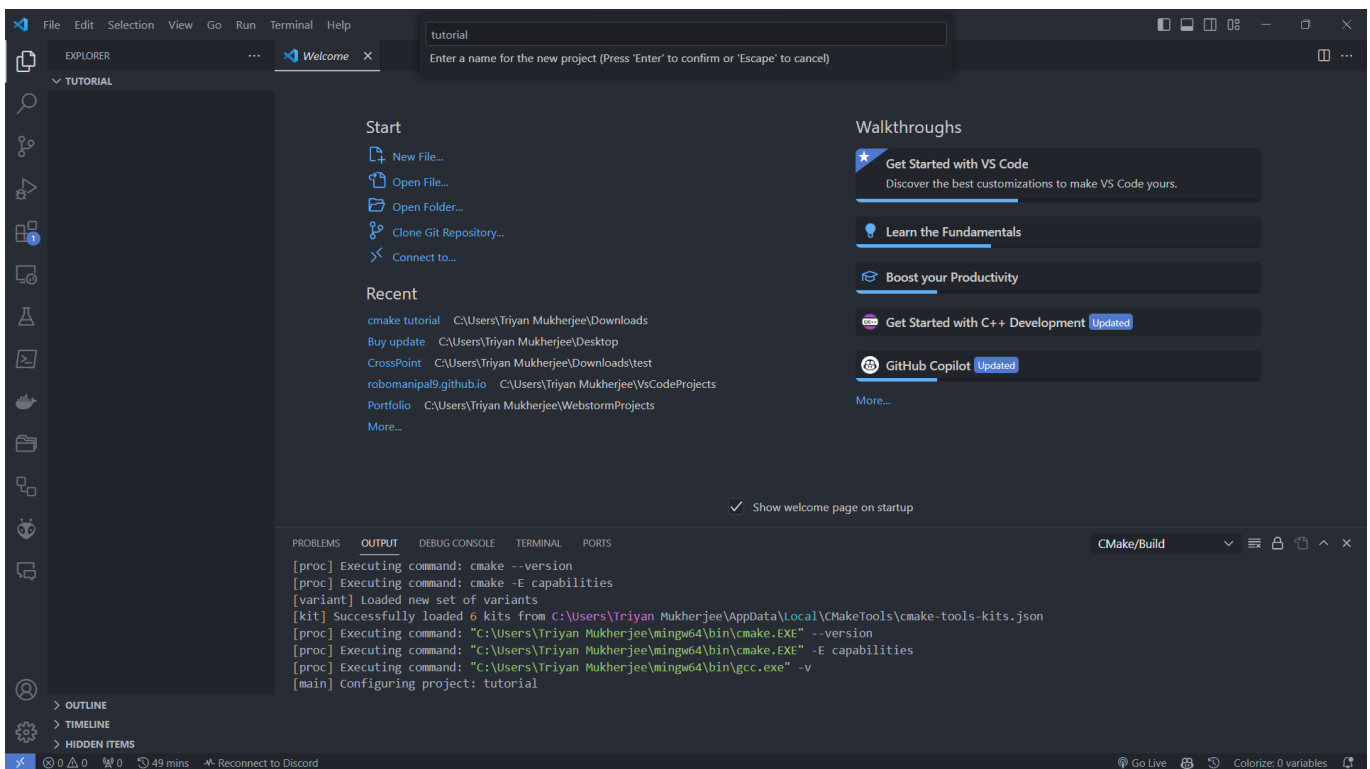 File Edit Selection View Go Run Terminal Help
tutorial
Enter a name for the new project (Press 'Enter' to confirm or 'Escape' to cancel)
EXPLORER
Welcome
TUTORIAL
Start
New File...
Open File...
Open Folder...
Clone Git Repository...
Connect to...
Recent
cmake tutorial C:\Users\Triyan Mukherjee\Downloads
Buy update C:\Users\Triyan Mukherjee\Desktop
CrossPoint C:\Users\Triyan Mukherjee\Downloads\test
robomanipal9.github.io C:\Users\Triyan Mukherjee\VsCodeProjects
Portfolio C:\Users\Triyan Mukherjee\WebstormProjects
More...
Walkthroughs
Get Started with VS Code
Discover the best customizations to make VS Code yours.
Learn the Fundamentals
Boost your Productivity
C++ Get Started with C++ Development Updated
GitHub Copilot Updated
More...
1
Show welcome page on startup
PROBLEMS OUTPUT DEBUG CONSOLE TERMINAL PORTS
CMake/Build
[proc] Executing command: cmake --version
[proc] Executing command: cmake -E capabilities
[variant] Loaded new set of variants
[kit] Successfully loaded 6 kits from C:\Users\Triyan Mukherjee\AppData\Local\CMakeTools\cmake-tools-kits.json
[proc] Executing command: "C:\Users\Triyan Mukherjee\mingw64\bin\cmake.EXE" --version
[proc] Executing command: "C:\Users\Triyan Mukherjee\mingw64\bin\cmake.EXE" -E capabilities
[proc] Executing command: "C:\Users\Triyan Mukherjee\mingw64\bin\gcc.exe" -v
[main] Configuring project: tutorial
OUTLINE
TIMELINE
HIDDEN ITEMS
0 0 0 49 mins Reconnect to Discord
Go Live Colorize: 0 variables